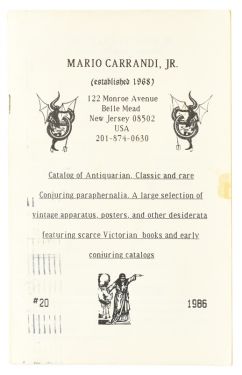 MARIO CARRANDI, JR.
(established 1968)
122 Monroe Avenue
Belle Mead
New Jersey 08502
USA
201-874-0630
Catalog of Antiquarian, Classic and rare
Conjuring paraphernalia. A large selection of
vintage apparatus, posters, and other desiderata
featuring scarce Victorian books and early
conjuring catalogs
#20 1986